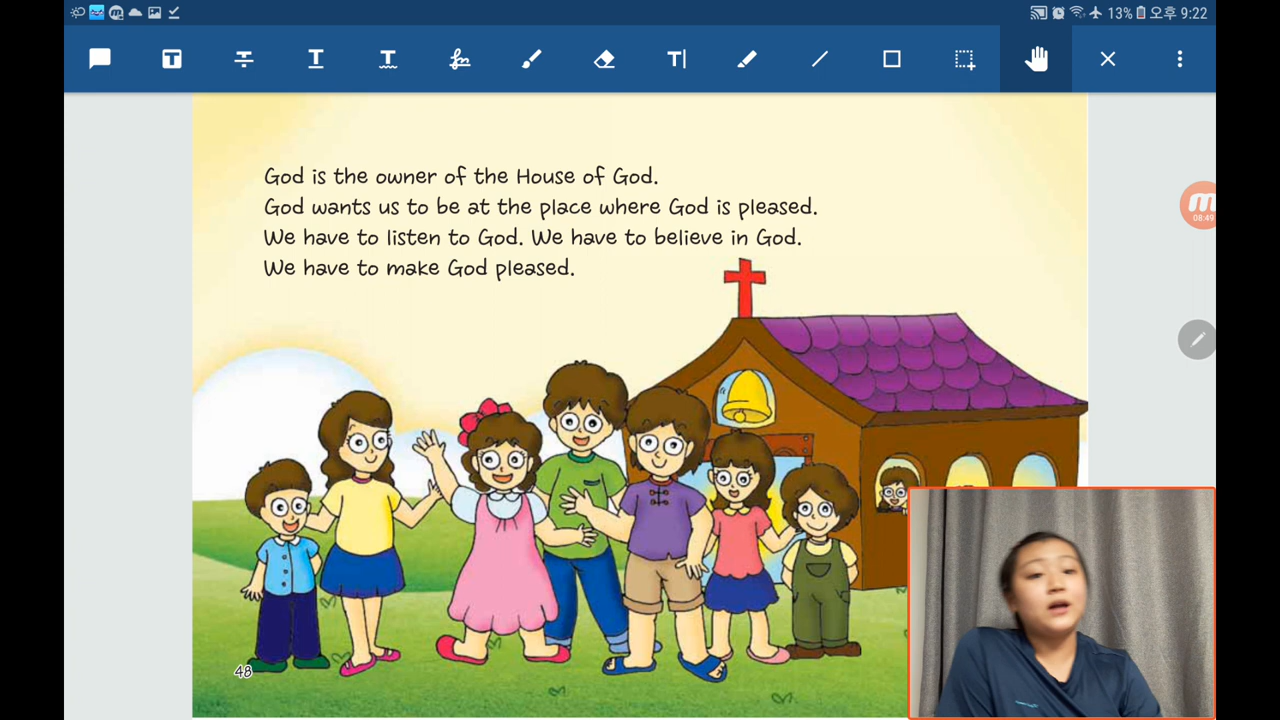 13% 오후 9:22
T T T T T
God is the owner of the House of God.
God wants us to be at the place where God is pleased.
We have to listen to God. We have to believe in God.
We have to make God pleased.
08:49
48